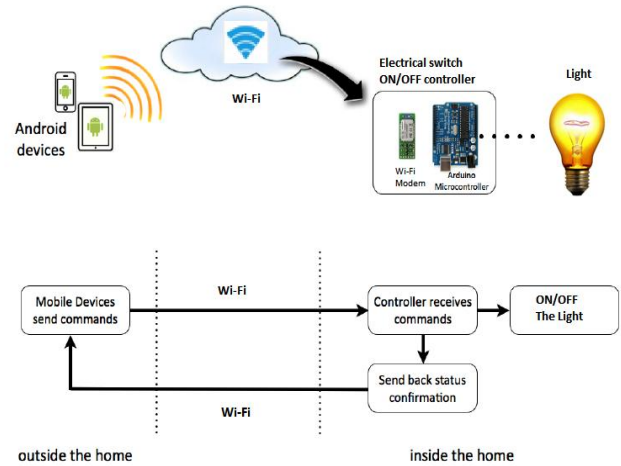 Electrical switch
ON/OFF controller
Light
Wi-Fi
Android
devices
Wi-Fi
Modem
Arduino
Microcontroller
Wi-Fi
Mobile Devices
send commands
Controller receives
commands
ON/OFF
The Light
Send back status
confirmation
Wi-Fi
outside the home
inside the home